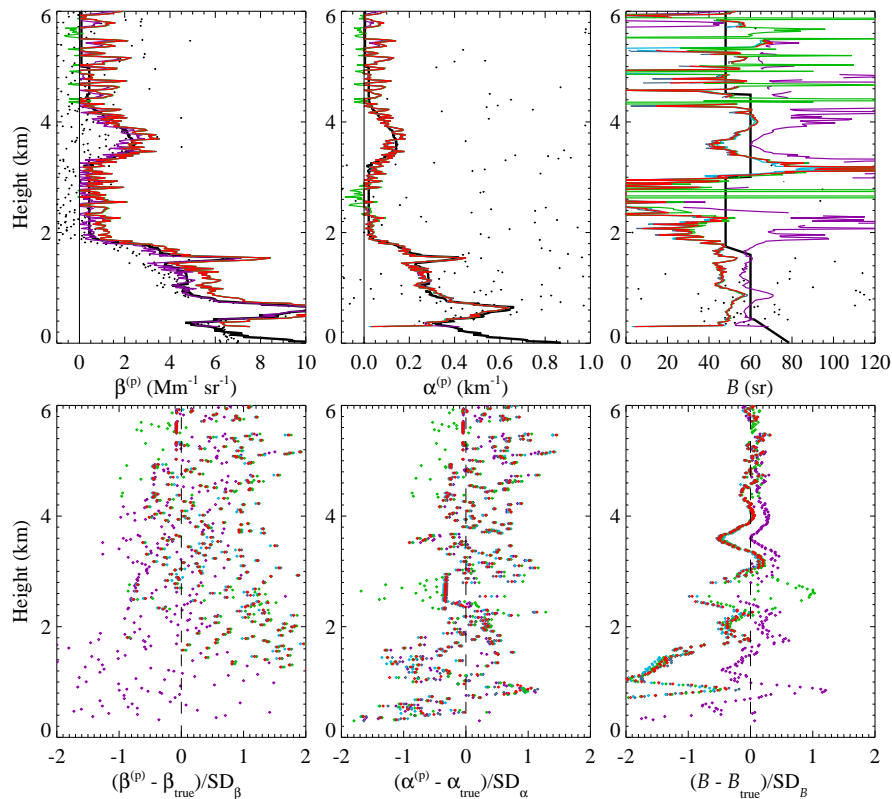 6
4
2
0
Height (km)
0 2 4 6 8 10
β(p) (Mm-1 sr-1)
0.0 0.2 0.4 0.6 0.8 1.0
α(p) (km-1)
0 20 40 60 80 100 120
B (sr)
6
4
2
0
Height (km)
-2 -1 0 1 2
(β(p) - βtrue)/SDβ
-2 -1 0 1 2
(α(p) - αtrue)/SDα
-2 -1 0 1 2
(B - Btrue)/SDB